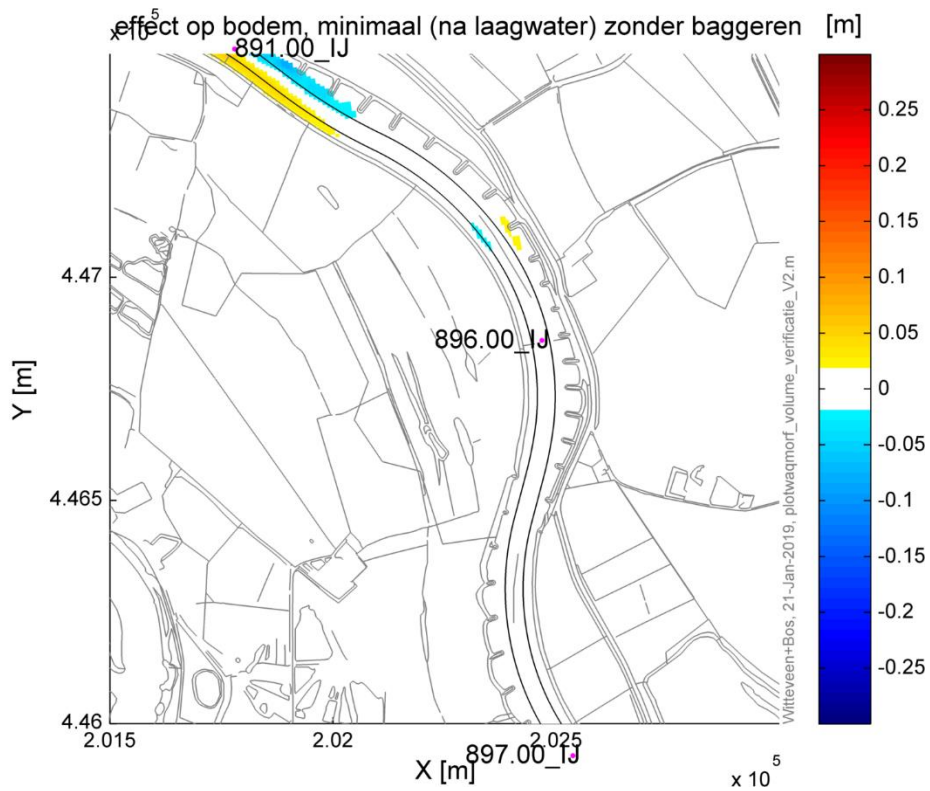 effect op bodem, minimaal (na laagwater) zonder baggeren [m]
x 10^5
891.00_IJ
0.25
0.2
0.15
0.1
4.47
0.05
896.00_IJ
0
-0.05
-0.1
Y [m]
4.465
-0.15
-0.2
-0.25
Witteveen+Bos, 21-Jan-2019, plotwaqmorf_volume_verificatie_V2.m
4.46
2.015 2.02 2.025
897.00_IJ
X [m]
x 10^5